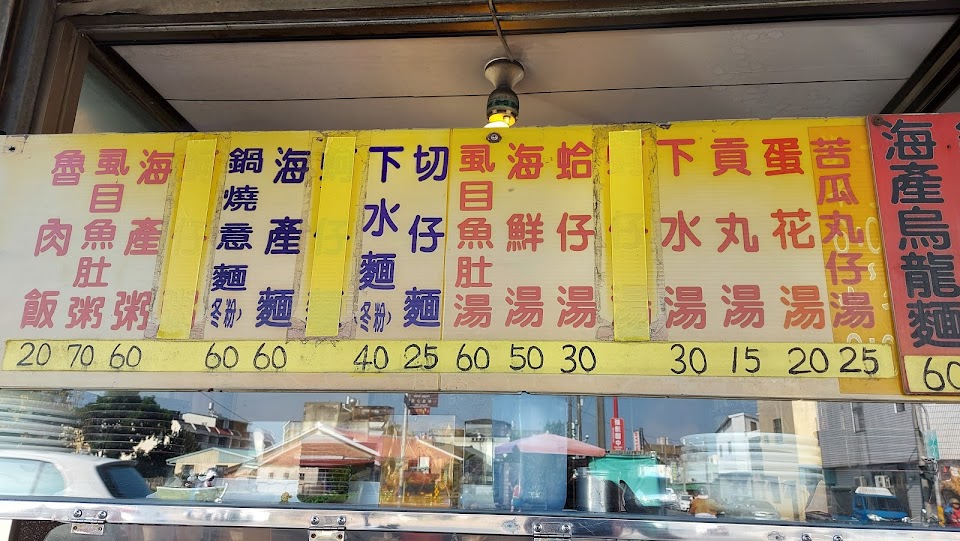 魯肉飯
虱目魚肚粥
海產粥
鍋燒意麵
(冬粉)
海產麵
下水麵
(冬粉)
切仔麵
虱目魚肚湯
海鮮湯
蛤仔湯
下水湯
貢丸湯
蛋花湯
苦瓜丸仔湯
海產烏龍麵
20 70 60 60 60 40 25 60 50 30 30 15 20 25
60